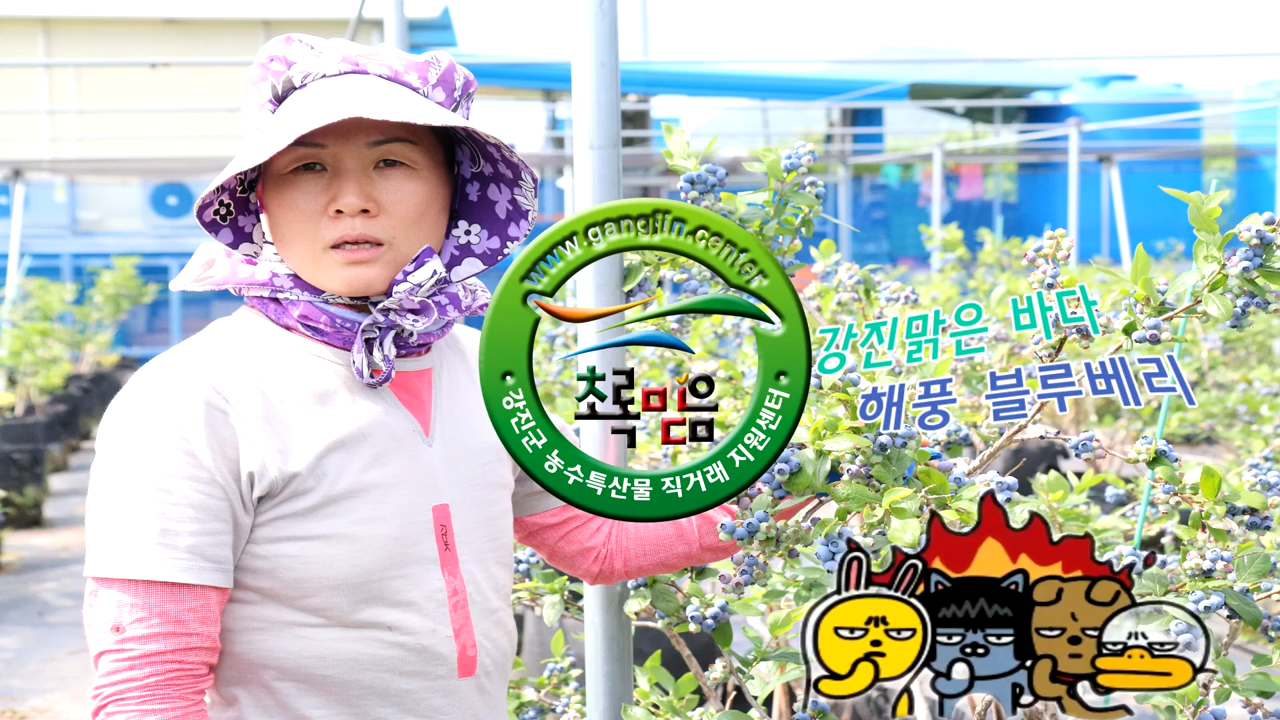 www.gangjin.center
초록믿음
강진군 농수특산물 직거래 지원센터
강진맑은 바다
해풍 블루베리